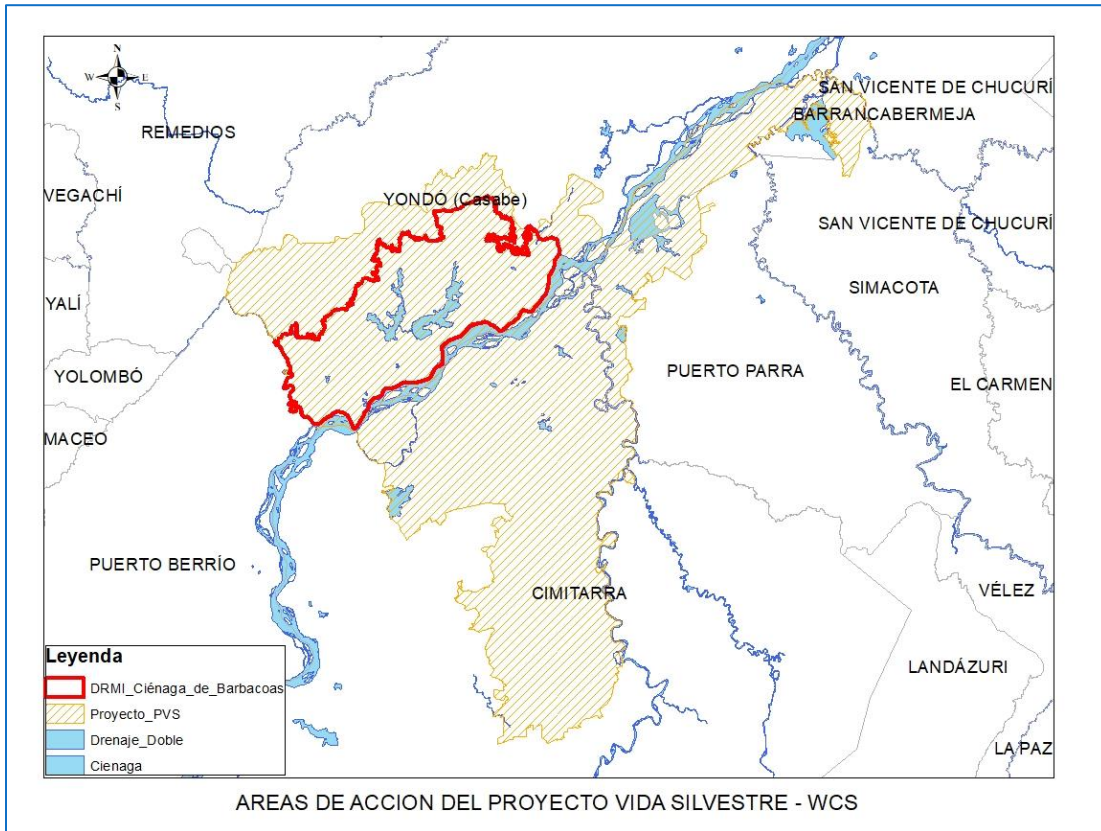 N
W E
S
SAN VICENTE DE CHUCURÍ
BARRANCABERMEJA
REMEDIOS
VEGACHÍ
YONDÓ (Casabe)
SAN VICENTE DE CHUCURÍ
SIMACOTA
YALÍ
YOLOMBÓ
PUERTO PARRA
EL CARMEN
MACEO
PUERTO BERRÍO
CIMITARRA
VÉLEZ
LANDÁZURI
LA PAZ
Leyenda
DRMI_Ciénaga_de_Barbacoas
Proyecto_PVS
Drenaje_Doble
Cienaga
AREAS DE ACCION DEL PROYECTO VIDA SILVESTRE - WCS